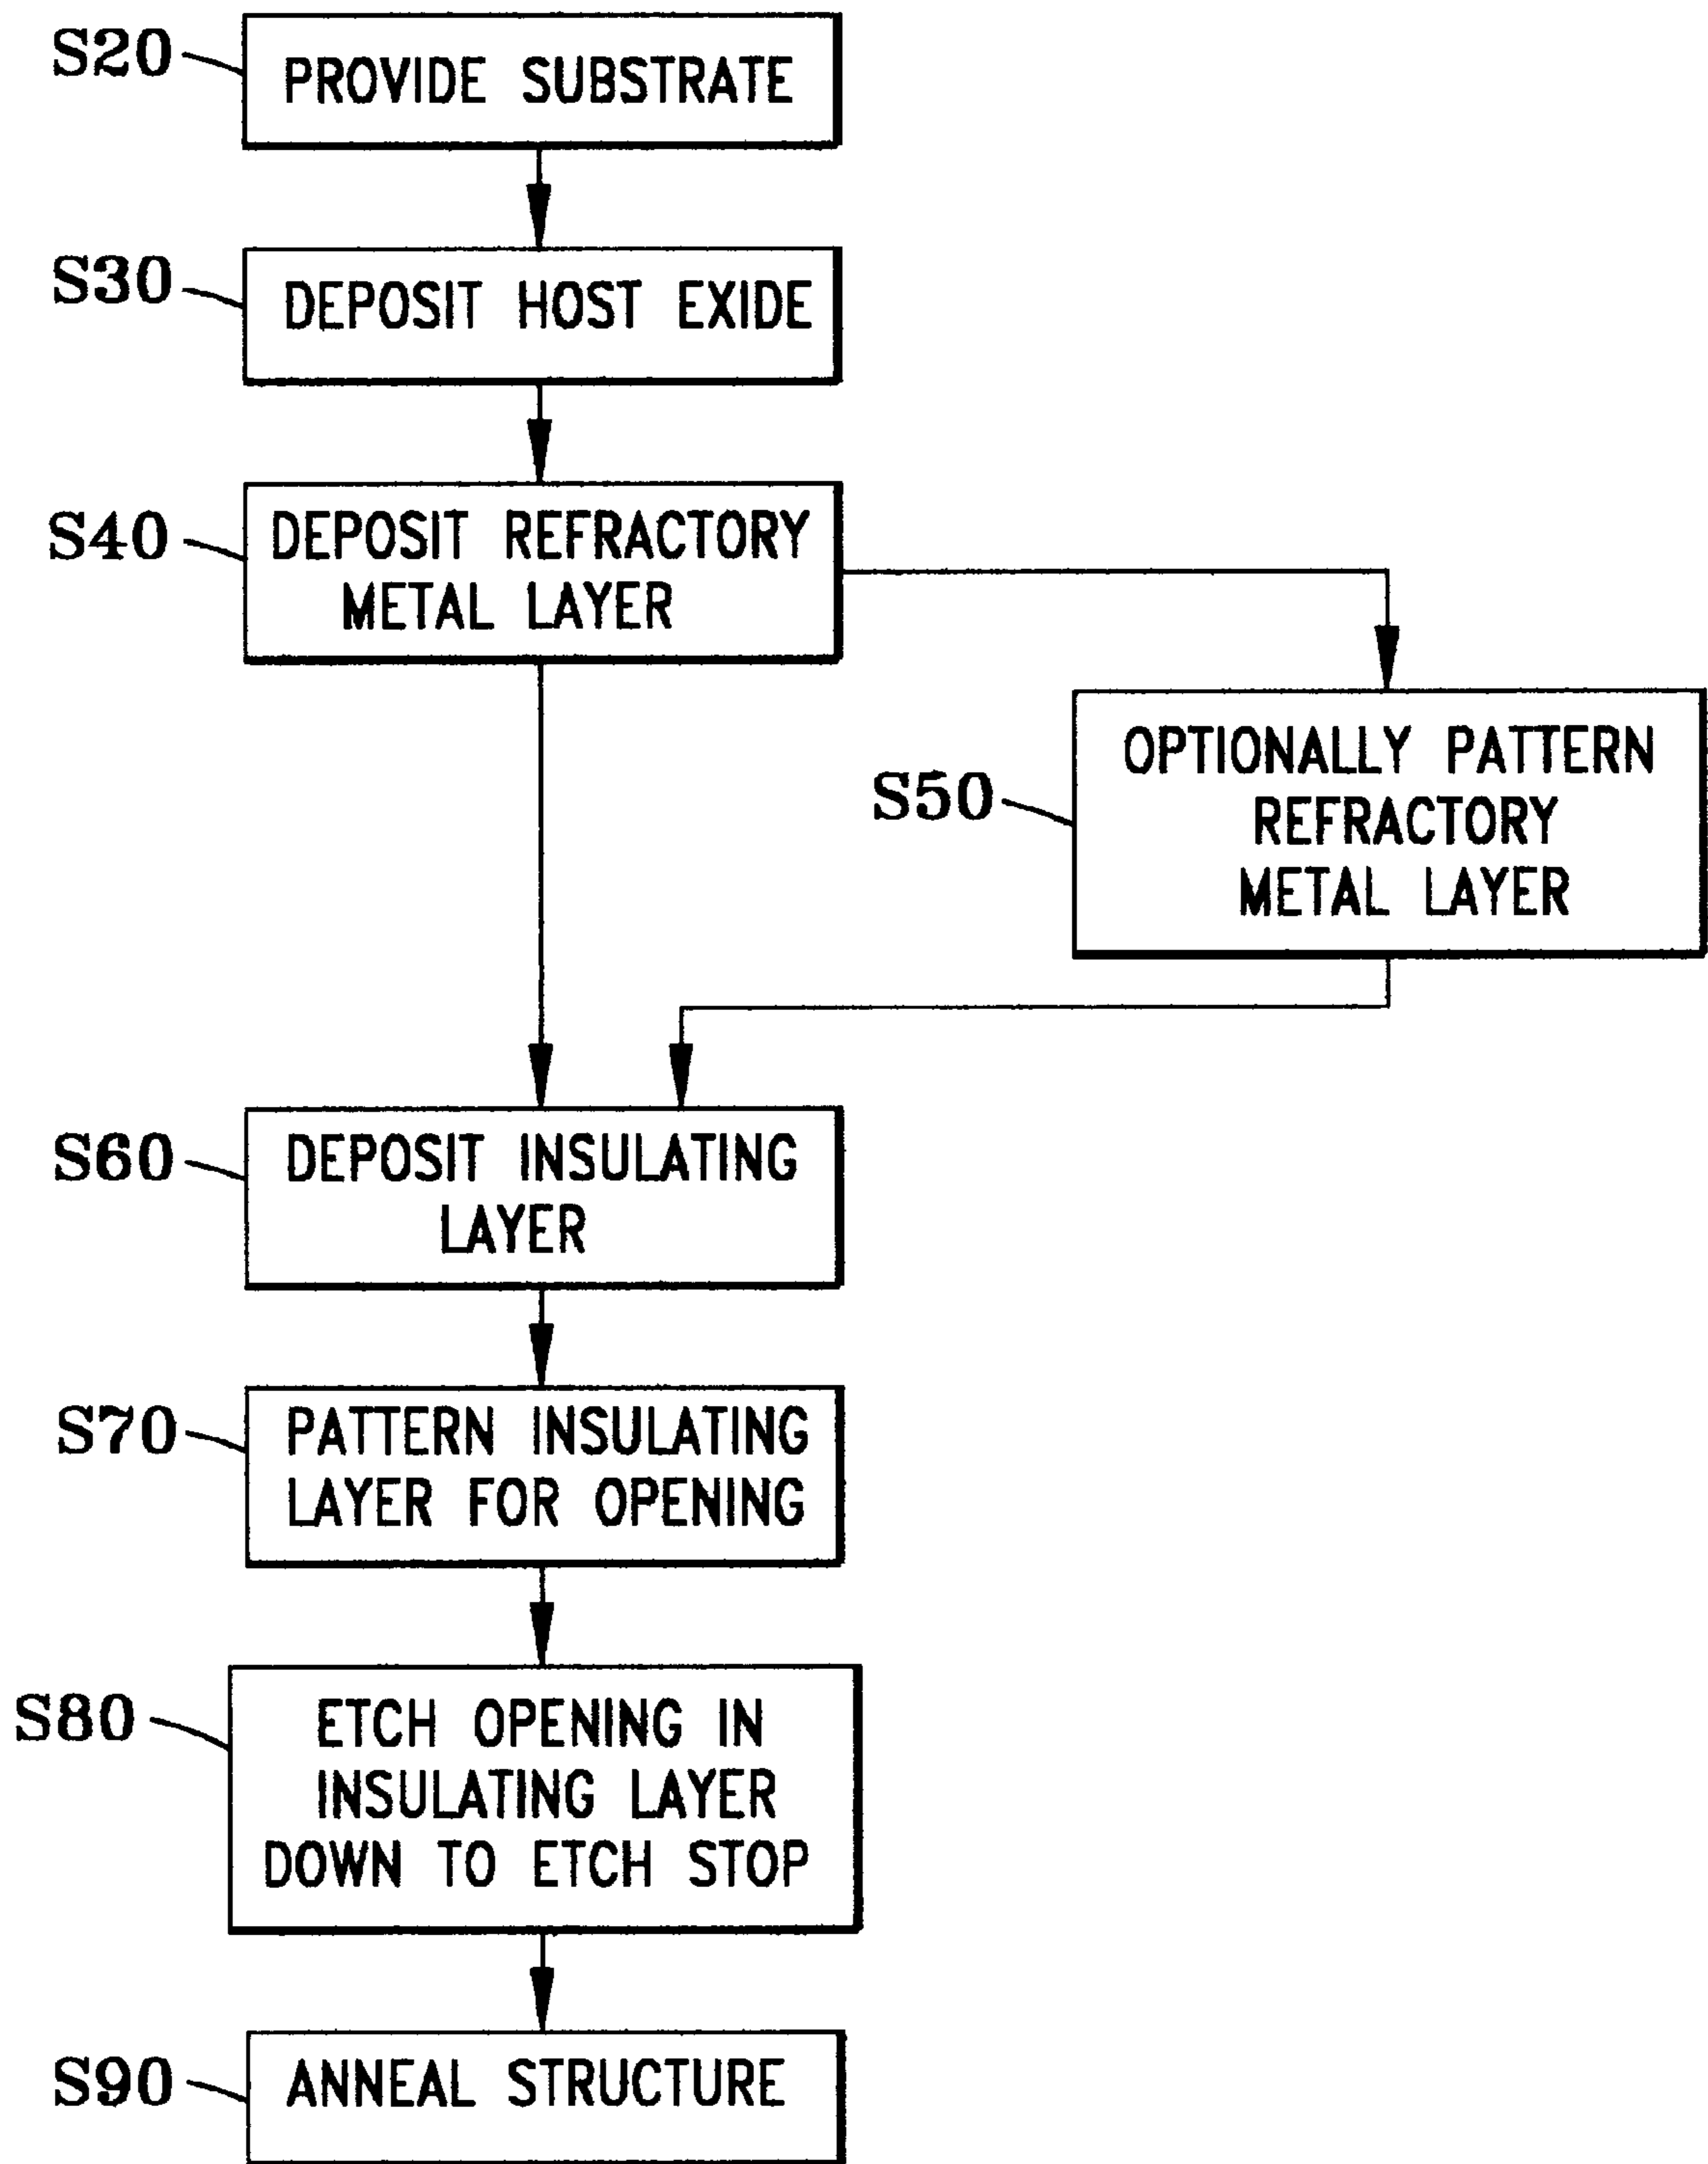 S20
PROVIDE SUBSTRATE
S30
DEPOSIT HOST EXIDE
S40
DEPOSIT REFRACTORY
METAL LAYER
S50
OPTIONALLY PATTERN
REFRACTORY
METAL LAYER
S60
DEPOSIT INSULATING
LAYER
S70
PATTERN INSULATING
LAYER FOR OPENING
S80
ETCH OPENING IN
INSULATING LAYER
DOWN TO ETCH STOP
S90
ANNEAL STRUCTURE